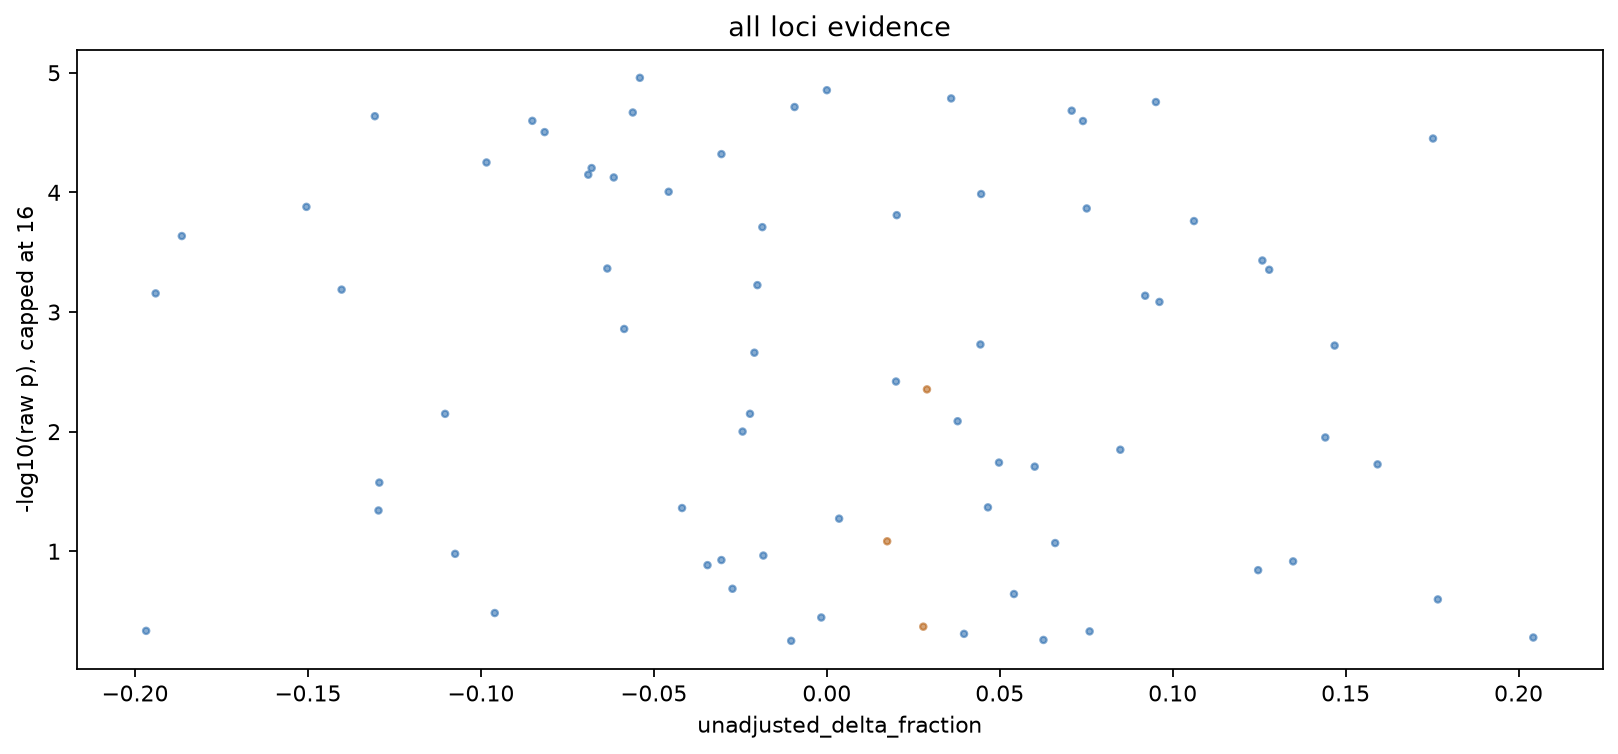 all loci evidence
-log10(raw p), capped at 16
5
4
3
2
1
−0.20 −0.15 −0.10 −0.05 0.00 0.05 0.10 0.15 0.20
unadjusted_delta_fraction